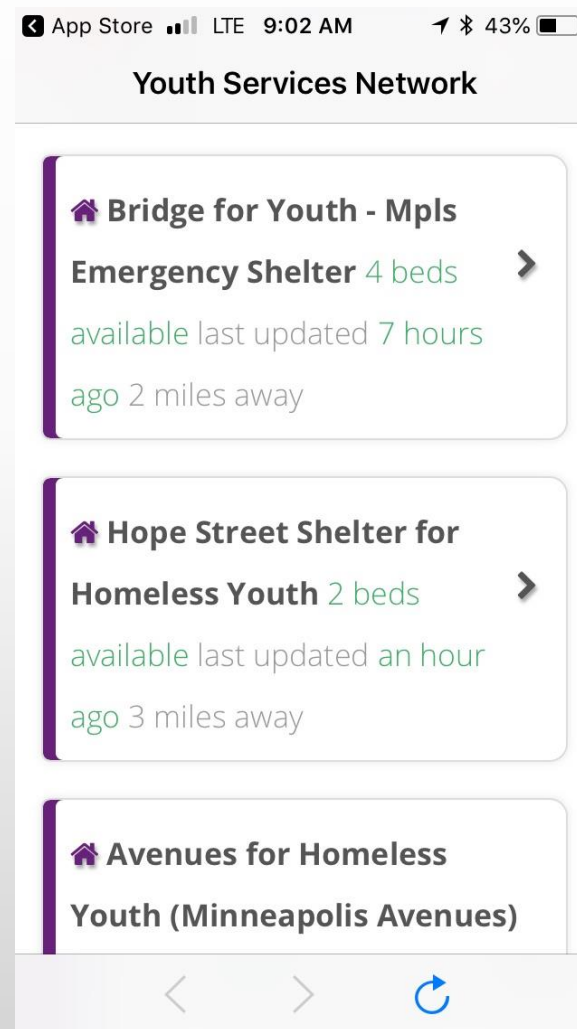 App Store LTE 9:02 AM 43%
Youth Services Network
Bridge for Youth - Mpls
Emergency Shelter 4 beds
available last updated 7 hours
ago 2 miles away
Hope Street Shelter for
Homeless Youth 2 beds
available last updated an hour
ago 3 miles away
Avenues for Homeless
Youth (Minneapolis Avenues)